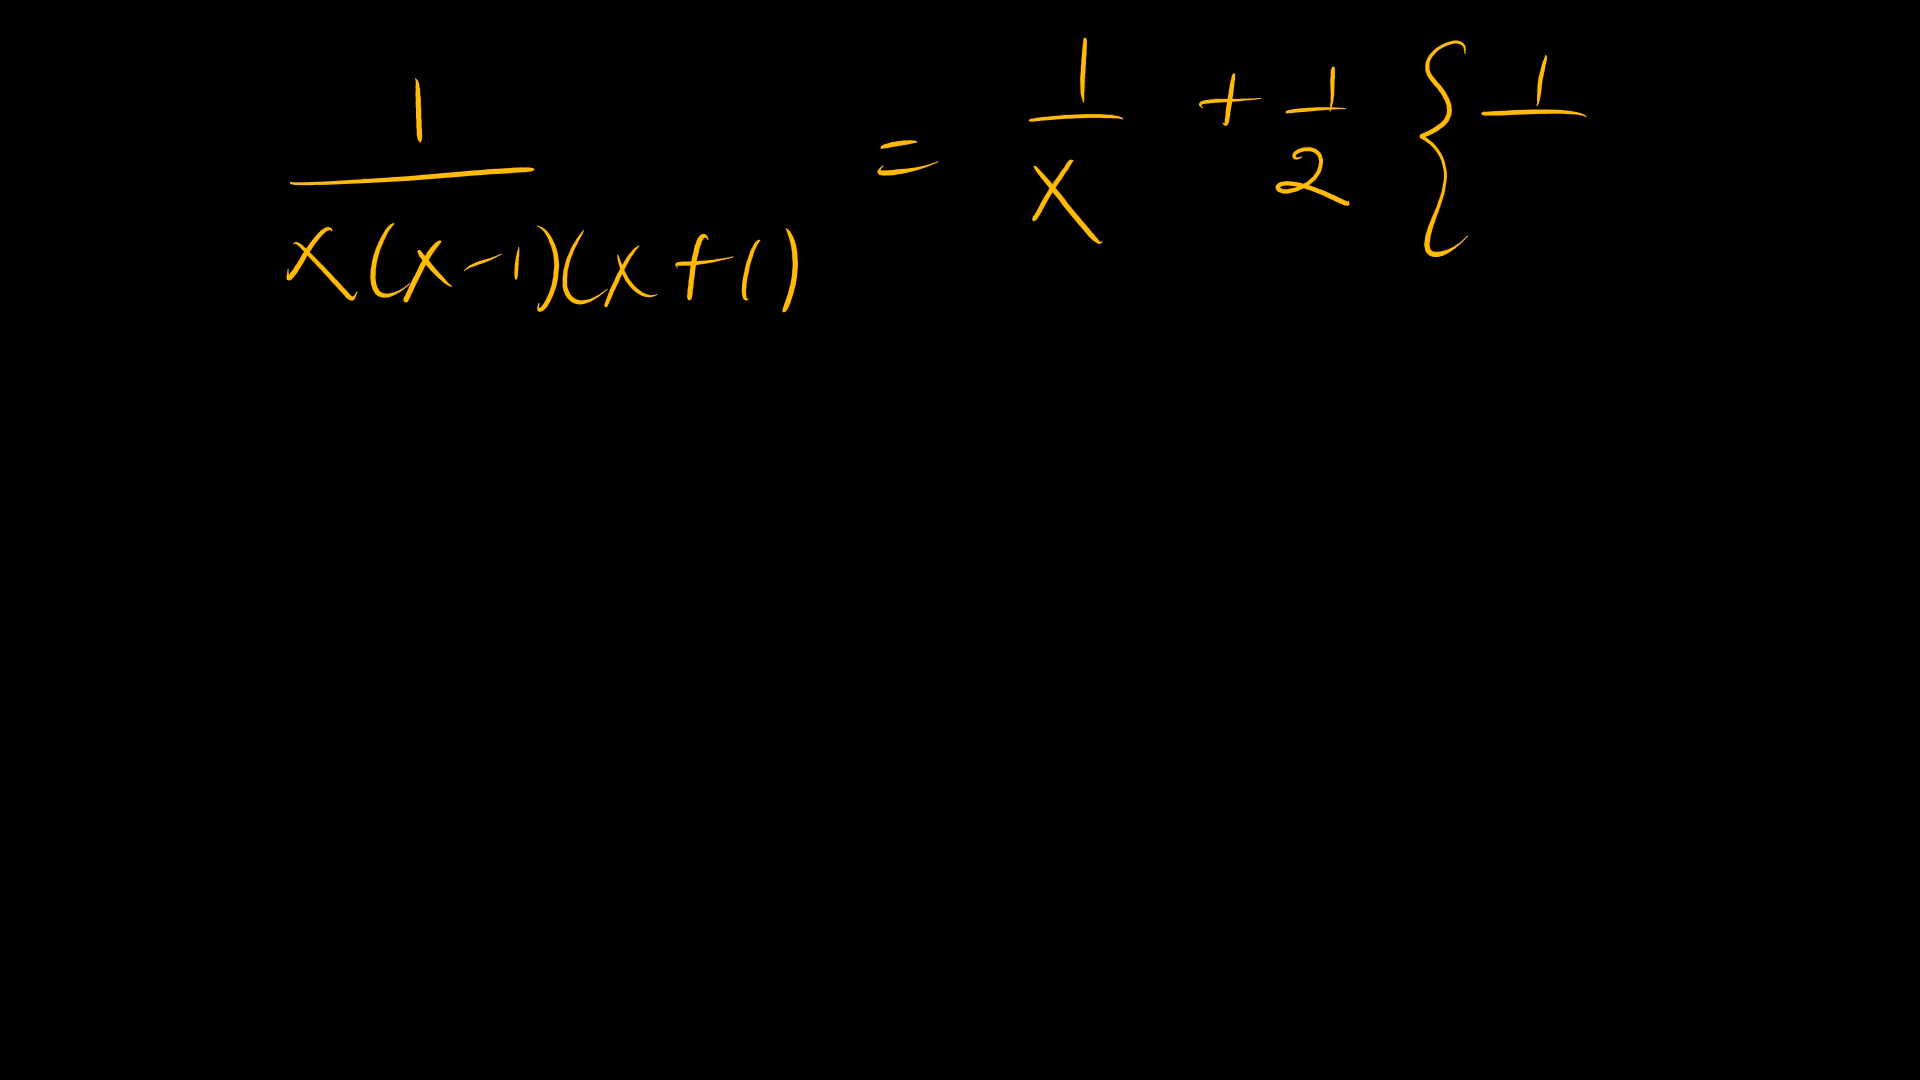 1/(x(x-1)(x+1)) = 1/x + 1/2 { 1/